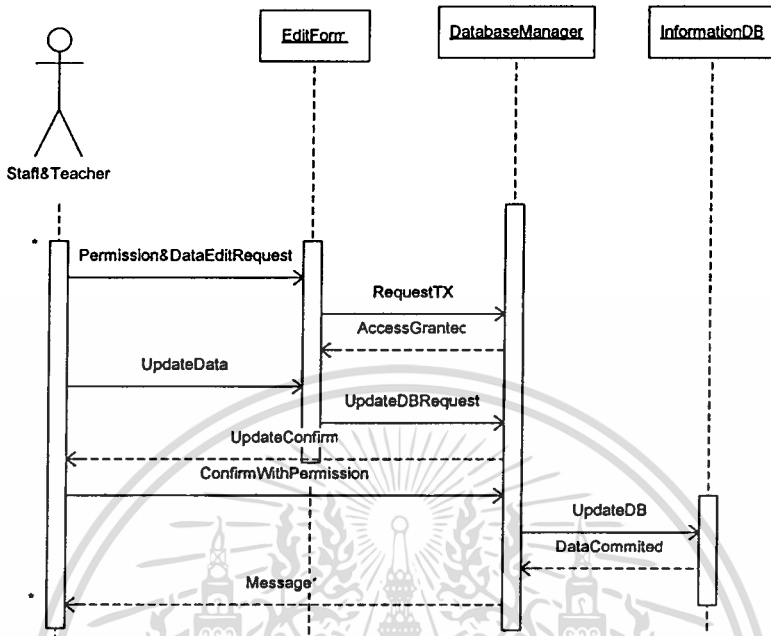 EditForm
DatabaseManager
InformationDB
Staff&Teacher
*
Permission&DataEditRequest
RequestTX
AccessGranted
UpdateData
UpdateDBRequest
UpdateConfirm
ConfirmWithPermission
UpdateDB
DataCommited
Message
*